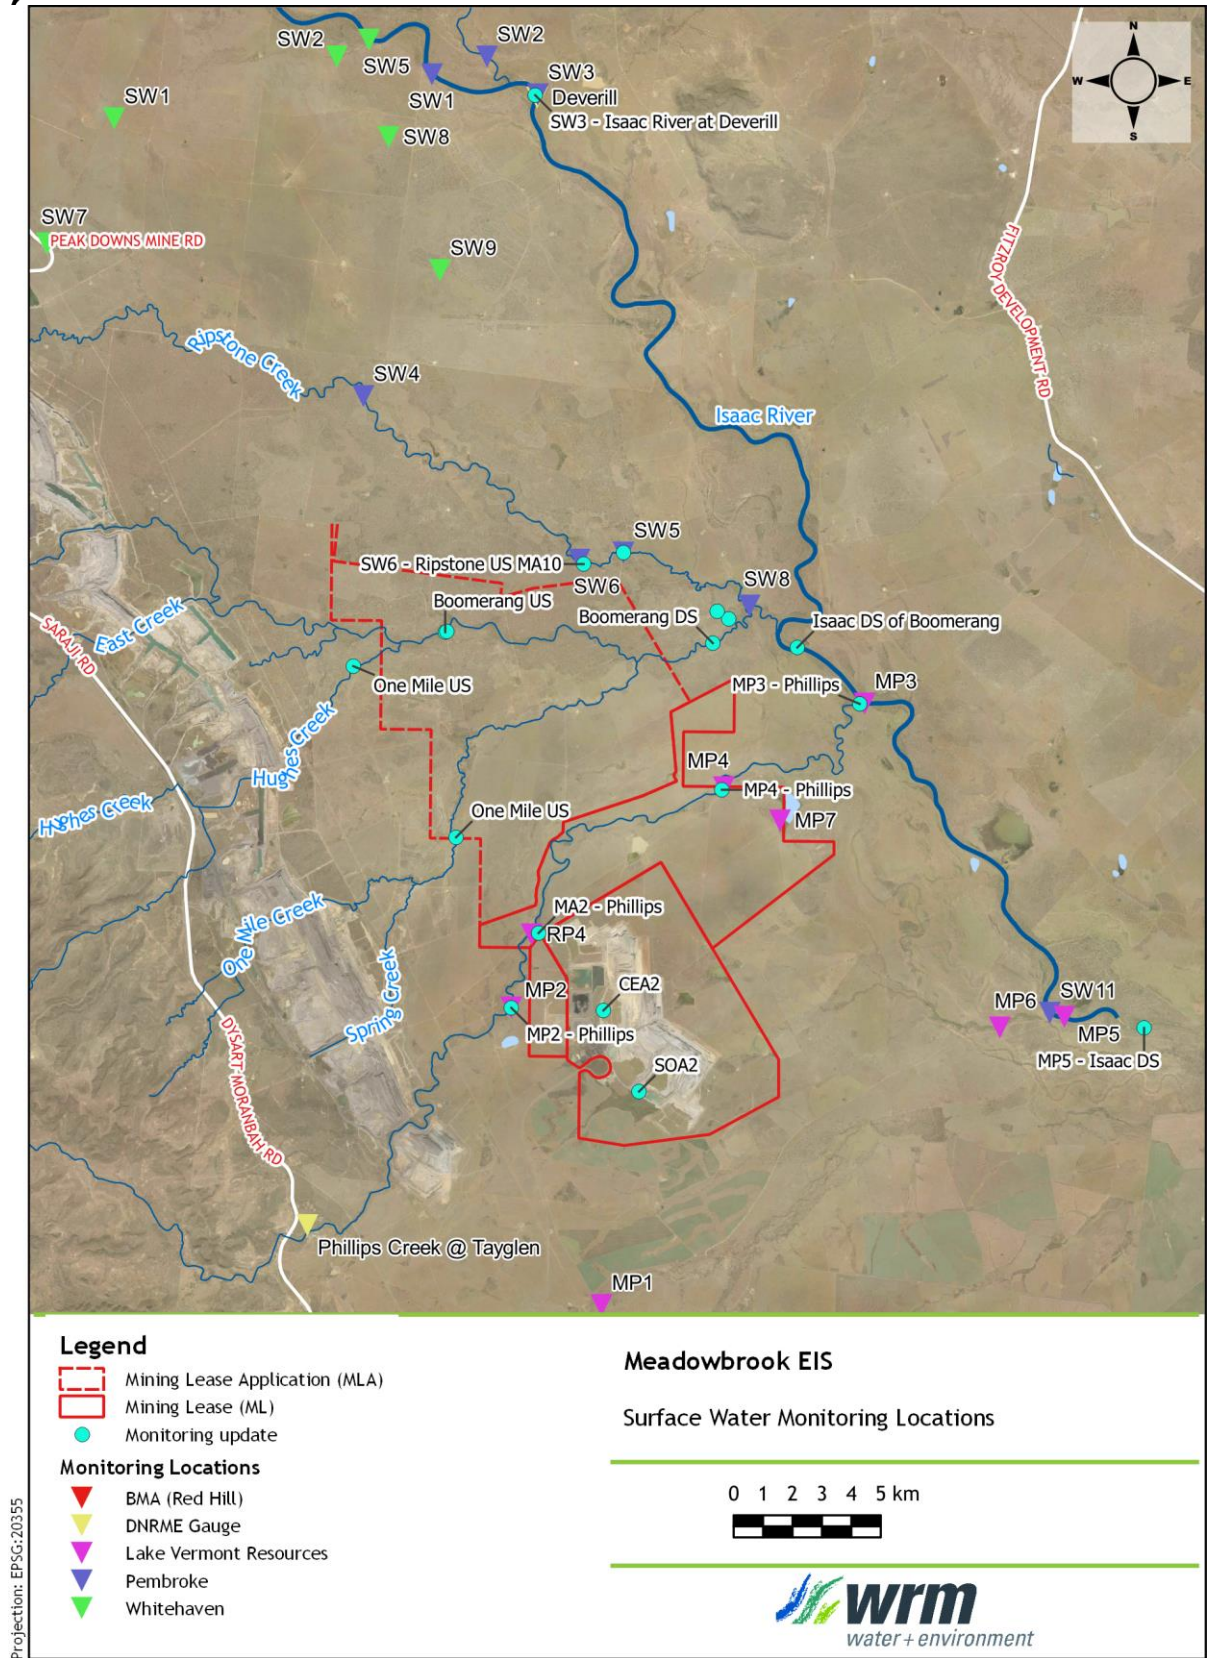 N
W
E
S
SW2
SW5
SW1
SW2
SW3
Deverill
SW3 - Isaac River at Deverill
SW1
SW8
SW7
PEAK DOWNS MINE RD
SW9
FITZROY DEVELOPMENT RD
Ripstone Creek
SW4
Isaac River
SW5
SW6 - Ripstone US MA10
SW6
SW8
Boomerang US
Boomerang DS
Isaac DS of Boomerang
East Creek
SARAJI RD
One Mile US
MP3 - Phillips
MP3
Hughes Creek
Hughes Creek
MP4
MP4 - Phillips
MP7
One Mile US
One Mile Creek
MA2 - Phillips
RP4
Spring Creek
MP2
CEA2
MP2 - Phillips
MP6
SW11
MP5
MP5 - Isaac DS
SOA2
DYSART MORANBAH RD
Phillips Creek @ Tayglen
MP1
Legend
Mining Lease Application (MLA)
Mining Lease (ML)
Monitoring update
Monitoring Locations
BMA (Red Hill)
DNRME Gauge
Lake Vermont Resources
Pembroke
Whitehaven
Meadowbrook EIS
Surface Water Monitoring Locations
0 1 2 3 4 5 km
wrm
water + environment
Projection: EPSG:20355